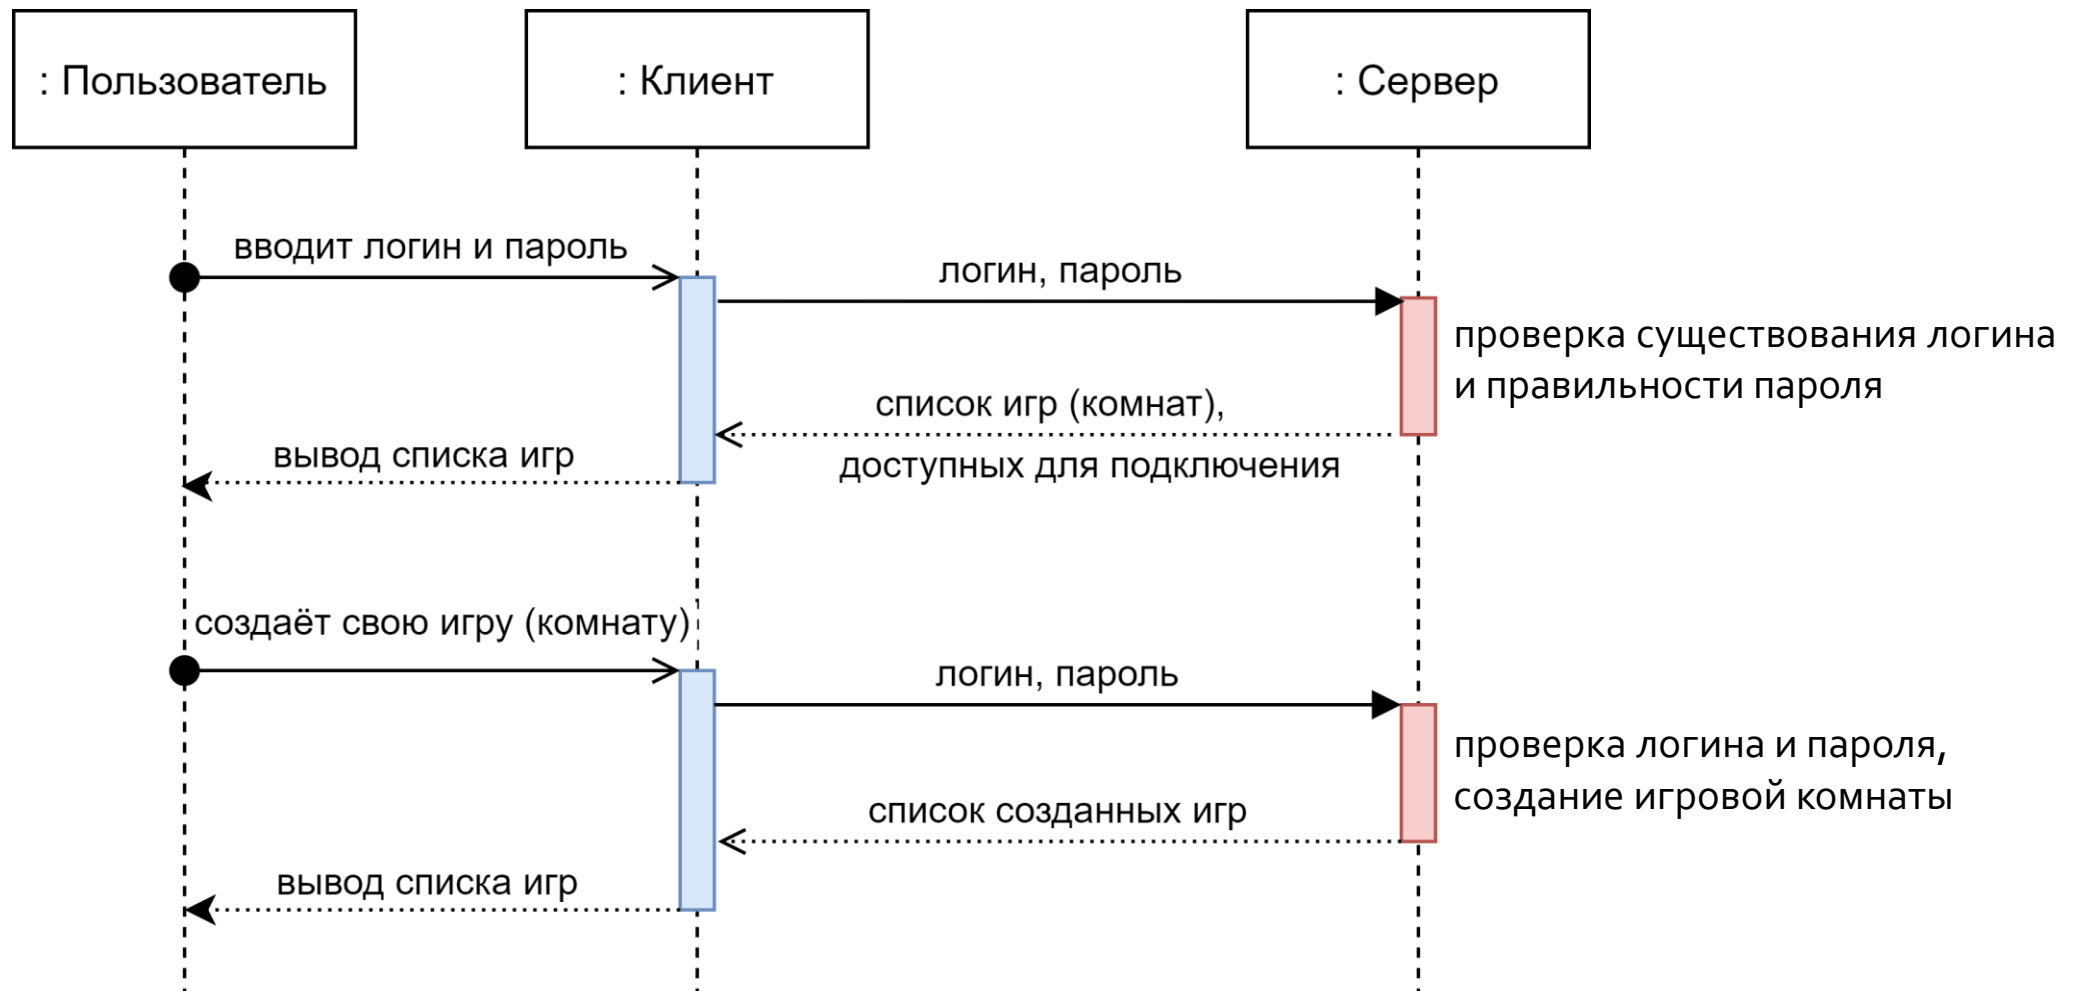 : Пользователь
: Клиент
: Сервер
вводит логин и пароль
логин, пароль
проверка существования логина
и правильности пароля
список игр (комнат),
доступных для подключения
вывод списка игр
создаёт свою игру (комнату)
логин, пароль
проверка логина и пароля,
создание игровой комнаты
список созданных игр
вывод списка игр